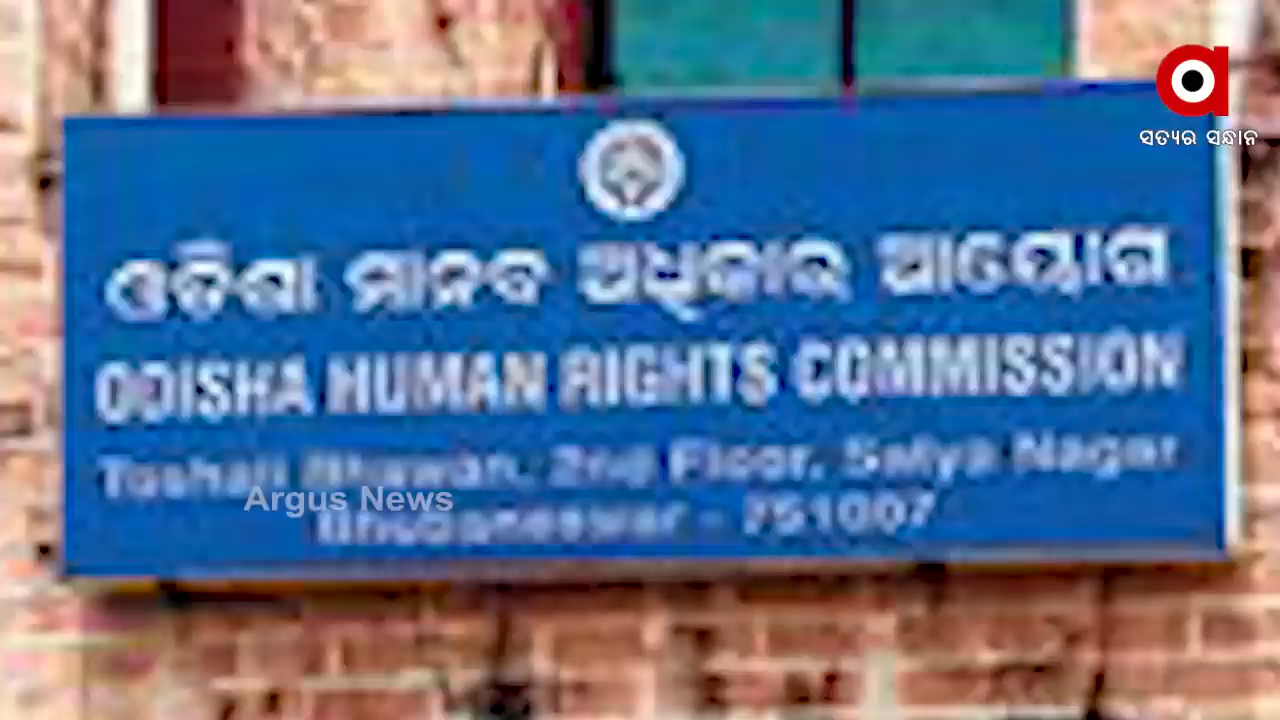 ସତ୍ୟର ସନ୍ଧାନ
ଓଡିଶା ମାନବ ଅଧିକାର ଆୟୋଗ
ODISHA HUMAN RIGHTS COMMISSION
Toshali Bhawan, 2nd Floor, Satya Nagar
Argus News
Bhubaneswar - 751007